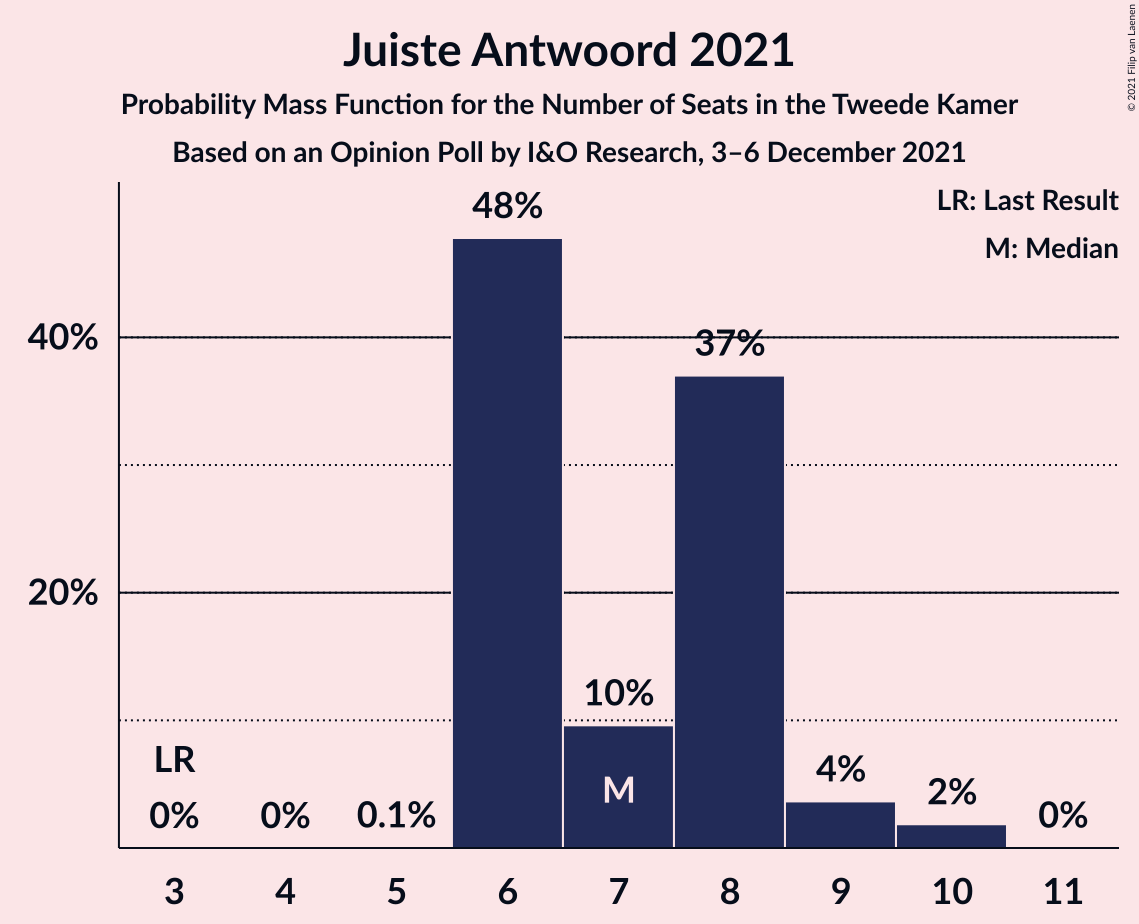 Juiste Antwoord 2021
Probability Mass Function for the Number of Seats in the Tweede Kamer
Based on an Opinion Poll by I&O Research, 3–6 December 2021
© 2021 Filip van Laenen
LR: Last Result
M: Median
48%
40%
37%
20%
10%
LR
M
4%
2%
0%
0%
0.1%
0%
3
4
5
6
7
8
9
10
11